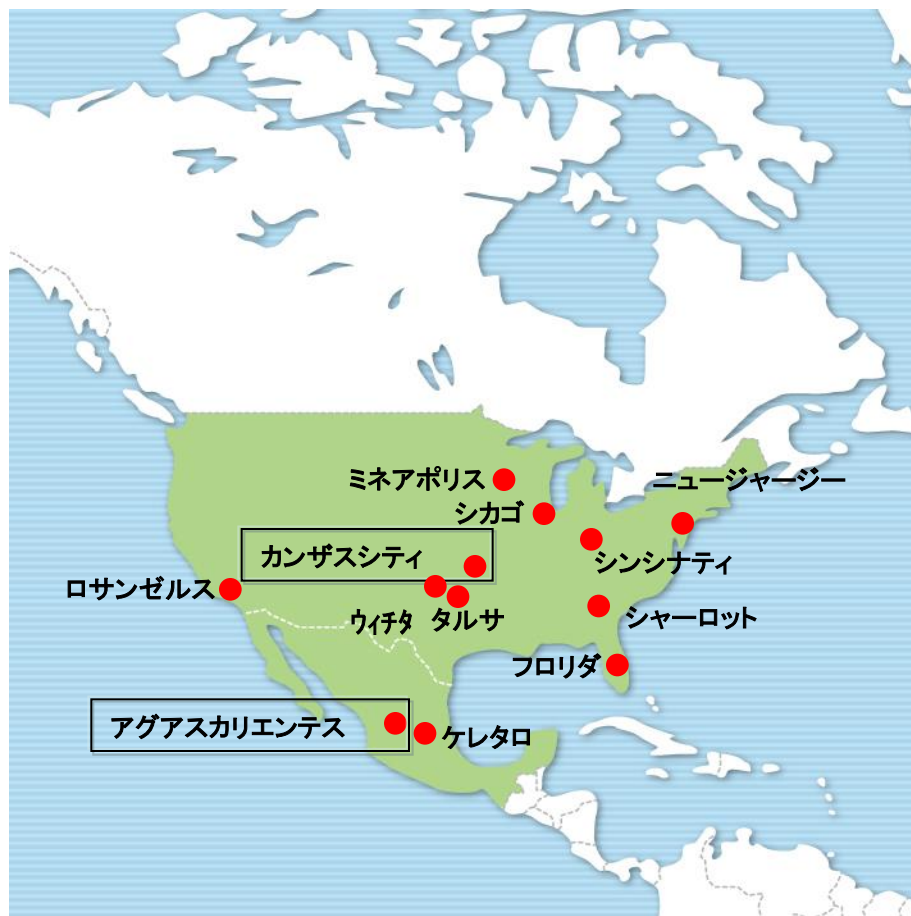 ミネアポリス
ニュージャージー
シカゴ
カンザスシティ
シンシナティ
ロサンゼルス
ウィチタ
タルサ
シャーロット
フロリダ
アグアスカリエンテス
ケレタロ